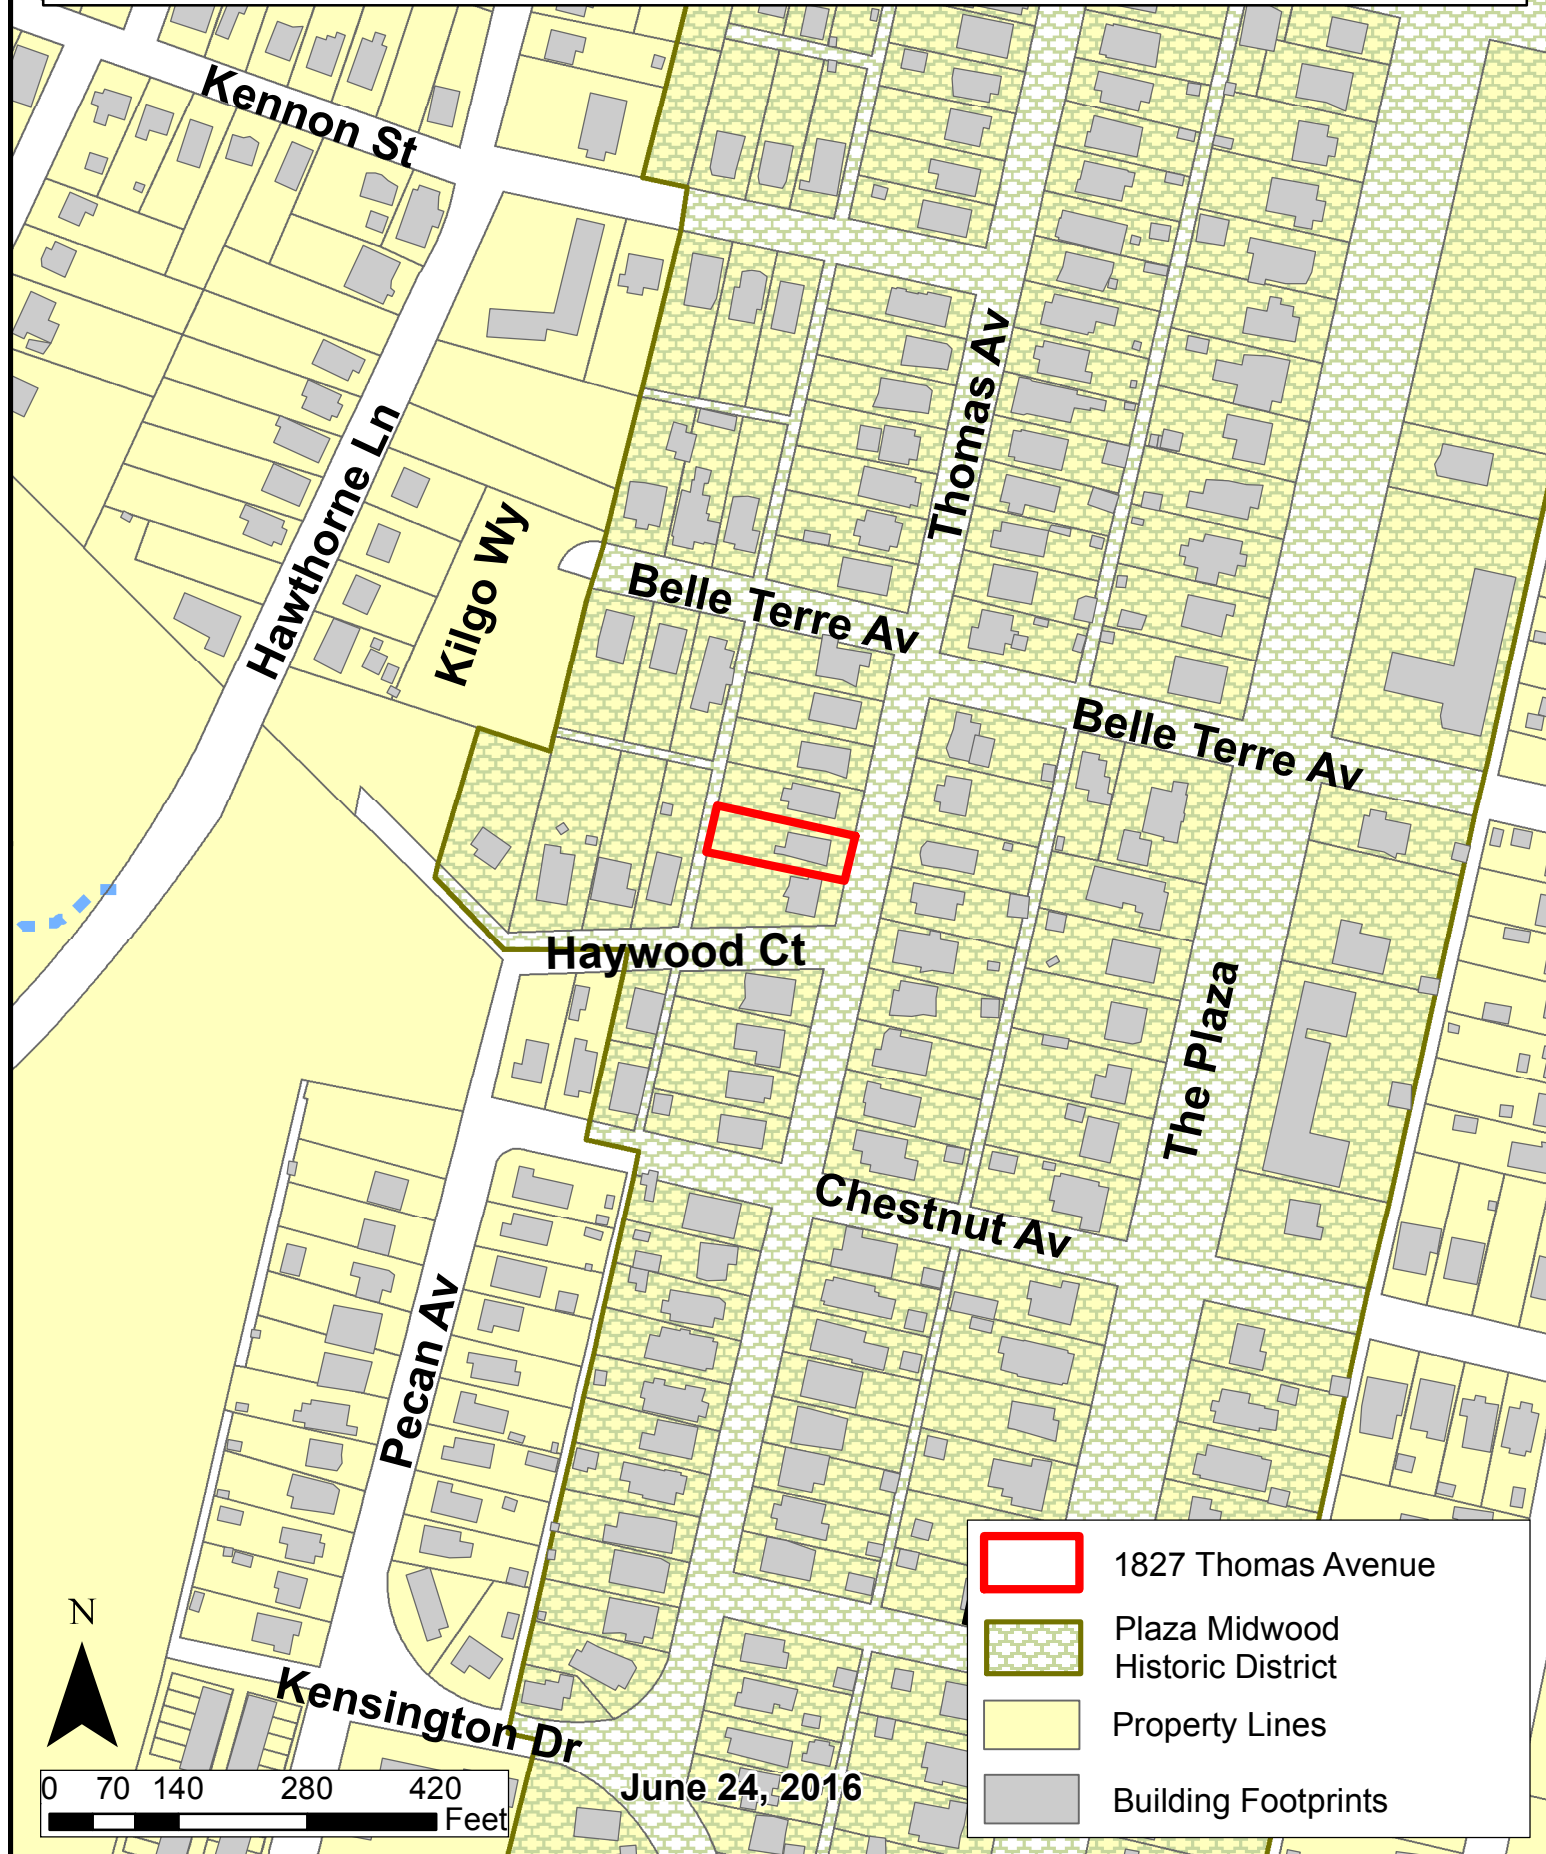 Kennon St
Thomas Av
Hawthorne Ln
Kilgo Wy
Belle Terre Av
Belle Terre Av
Haywood Ct
The Plaza
Chestnut Av
Pecan Av
Kensington Dr
N
0 70 140 280 420
Feet
June 24, 2016
1827 Thomas Avenue
Plaza Midwood
Historic District
Property Lines
Building Footprints